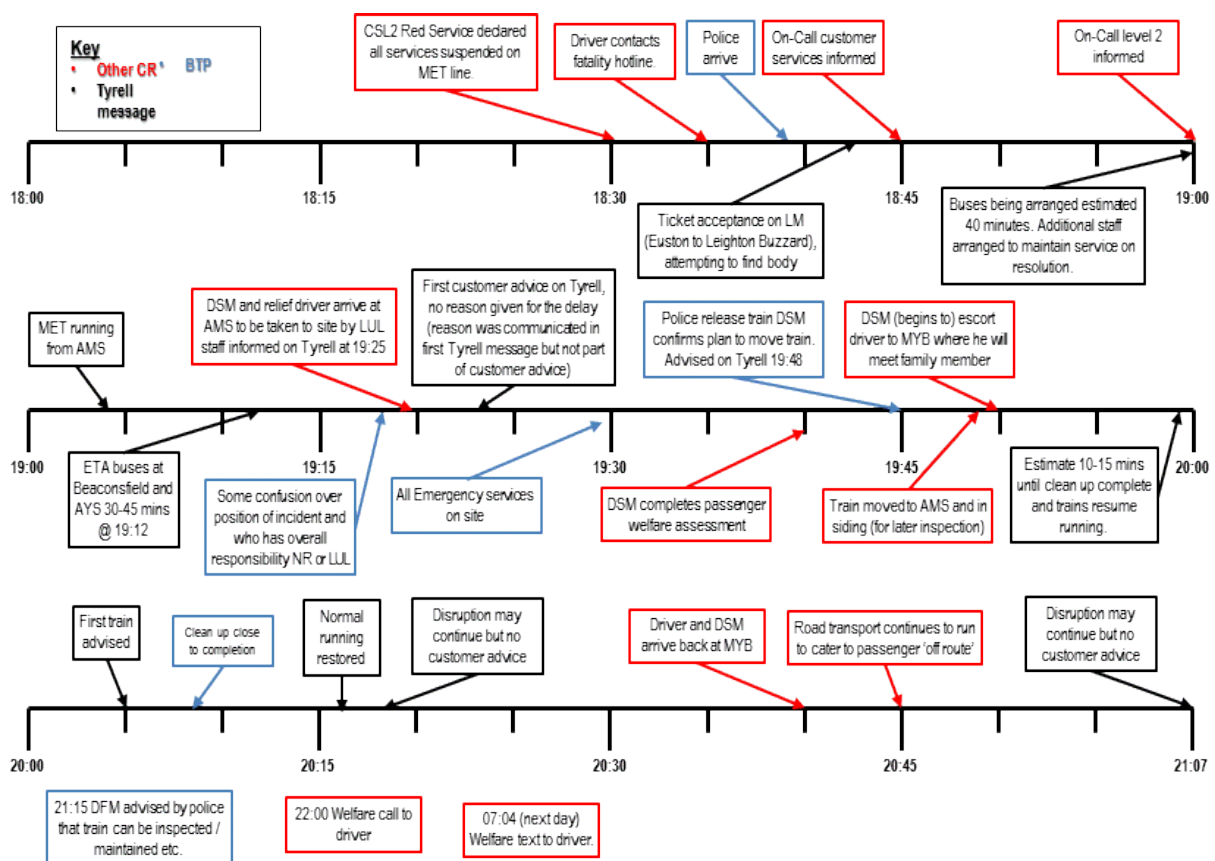 Key
• Other CR • BTP
• Tyrell
message
CSL2 Red Service declared
all services suspended on
MET line.
Driver contacts
fatality hotline.
Police
arrive
On-Call customer
services informed
On-Call level 2
informed
18:00
18:15
18:30
18:45
19:00
Ticket acceptance on LM
(Euston to Leighton Buzzard),
attempting to find body
Buses being arranged estimated
40 minutes. Additional staff
arranged to maintain service on
resolution.
MET running
from AMS
DSM and relief driver arrive at
AMS to be taken to site by LUL
staff informed on Tyrell at 19:25
First customer advice on Tyrell,
no reason given for the delay
(reason was communicated in
first Tyrell message but not part
of customer advice)
Police release train DSM
confirms plan to move train.
Advised on Tyrell 19:48
DSM (begins to) escort
driver to MYB where he will
meet family member
19:00
19:15
19:30
19:45
20:00
ETA buses at
Beaconsfield and
AYS 30-45 mins
@ 19:12
Some confusion over
position of incident and
who has overall
responsibility NR or LUL
All Emergency services
on site
DSM completes passenger
welfare assessment
Train moved to AMS and in
siding (for later inspection)
Estimate 10-15 mins
until clean up complete
and trains resume
running.
First train
advised
Clean up close
to completion
Normal
running
restored
Disruption may
continue but no
customer advice
Driver and DSM
arrive back at MYB
Road transport continues to run
to cater to passenger 'off route'
Disruption may
continue but no
customer advice
20:00
20:15
20:30
20:45
21:07
21:15 DFM advised by police
that train can be inspected /
maintained etc.
22:00 Welfare call to
driver
07:04 (next day)
Welfare text to driver.